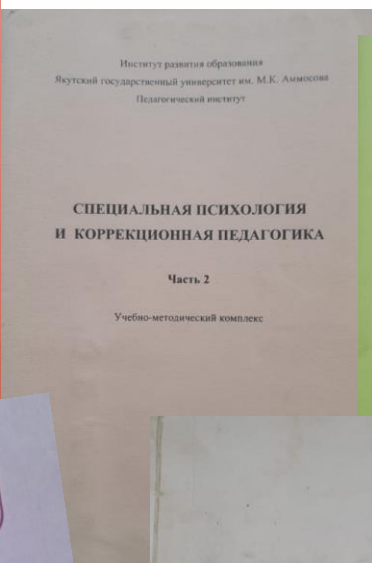 Институт развития образования
Якутский государственный университет им. М.К. Аммосова
Педагогический институт
СПЕЦИАЛЬНАЯ ПСИХОЛОГИЯ
И КОРРЕКЦИОННАЯ ПЕДАГОГИКА
Часть 2
Учебно-методический комплекс